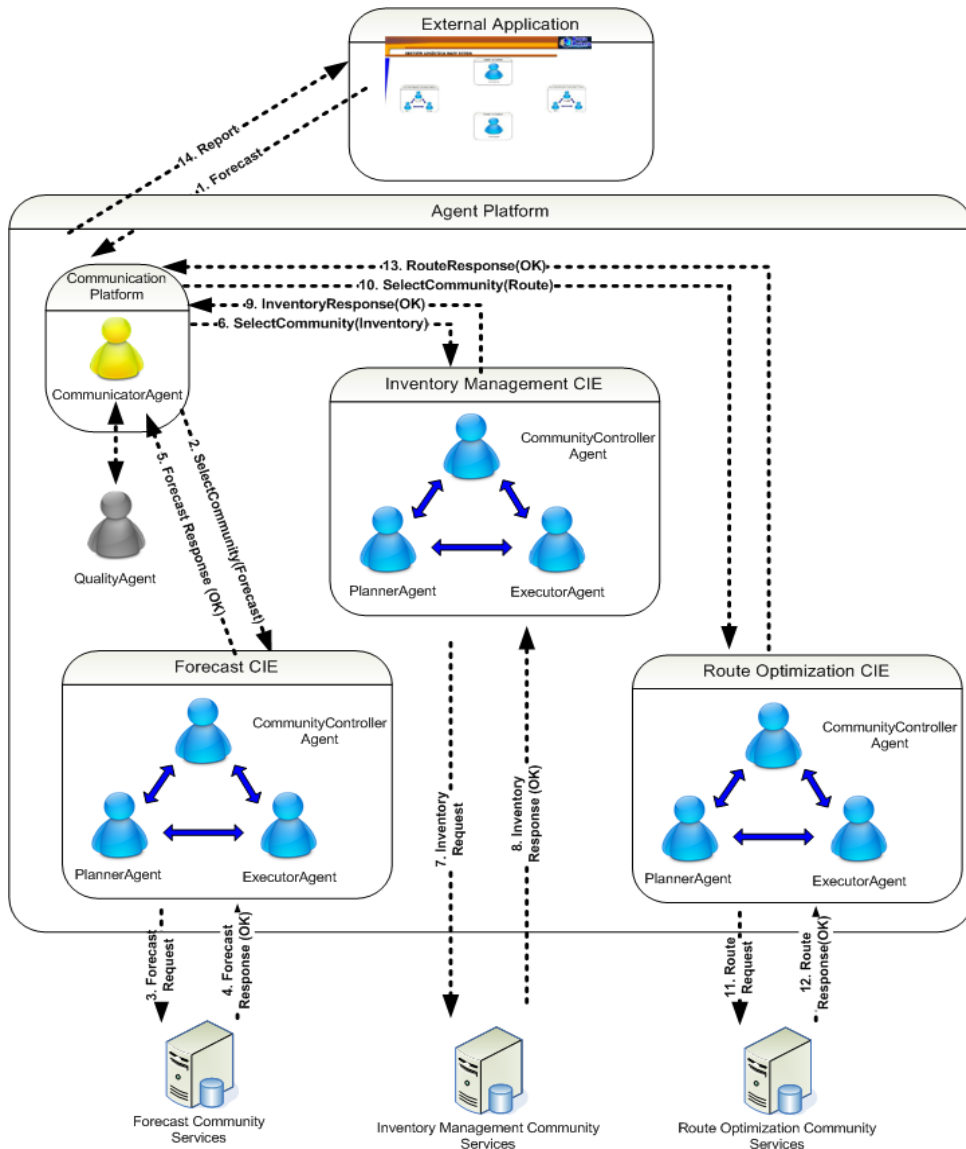 External Application
14. Report
1. Forecast
Agent Platform
Communication
Platform
CommunicatorAgent
QualityAgent
13. RouteResponse(OK)
10. SelectCommunity(Route)
9. InventoryResponse(OK)
6. SelectCommunity(Inventory)
2. SelectCommunity(Forecast)
5. Forecast Response (OK)
Inventory Management CIE
CommunityController
Agent
PlannerAgent
ExecutorAgent
Forecast CIE
CommunityController
Agent
PlannerAgent
ExecutorAgent
Route Optimization CIE
CommunityController
Agent
PlannerAgent
ExecutorAgent
7. Inventory
Request
8. Inventory
Response (OK)
3. Forecast
Request
4. Forecast
Response (OK)
11. Route
Request
12. Route
Response(OK)
Forecast Community
Services
Inventory Management Community
Services
Route Optimization Community
Services